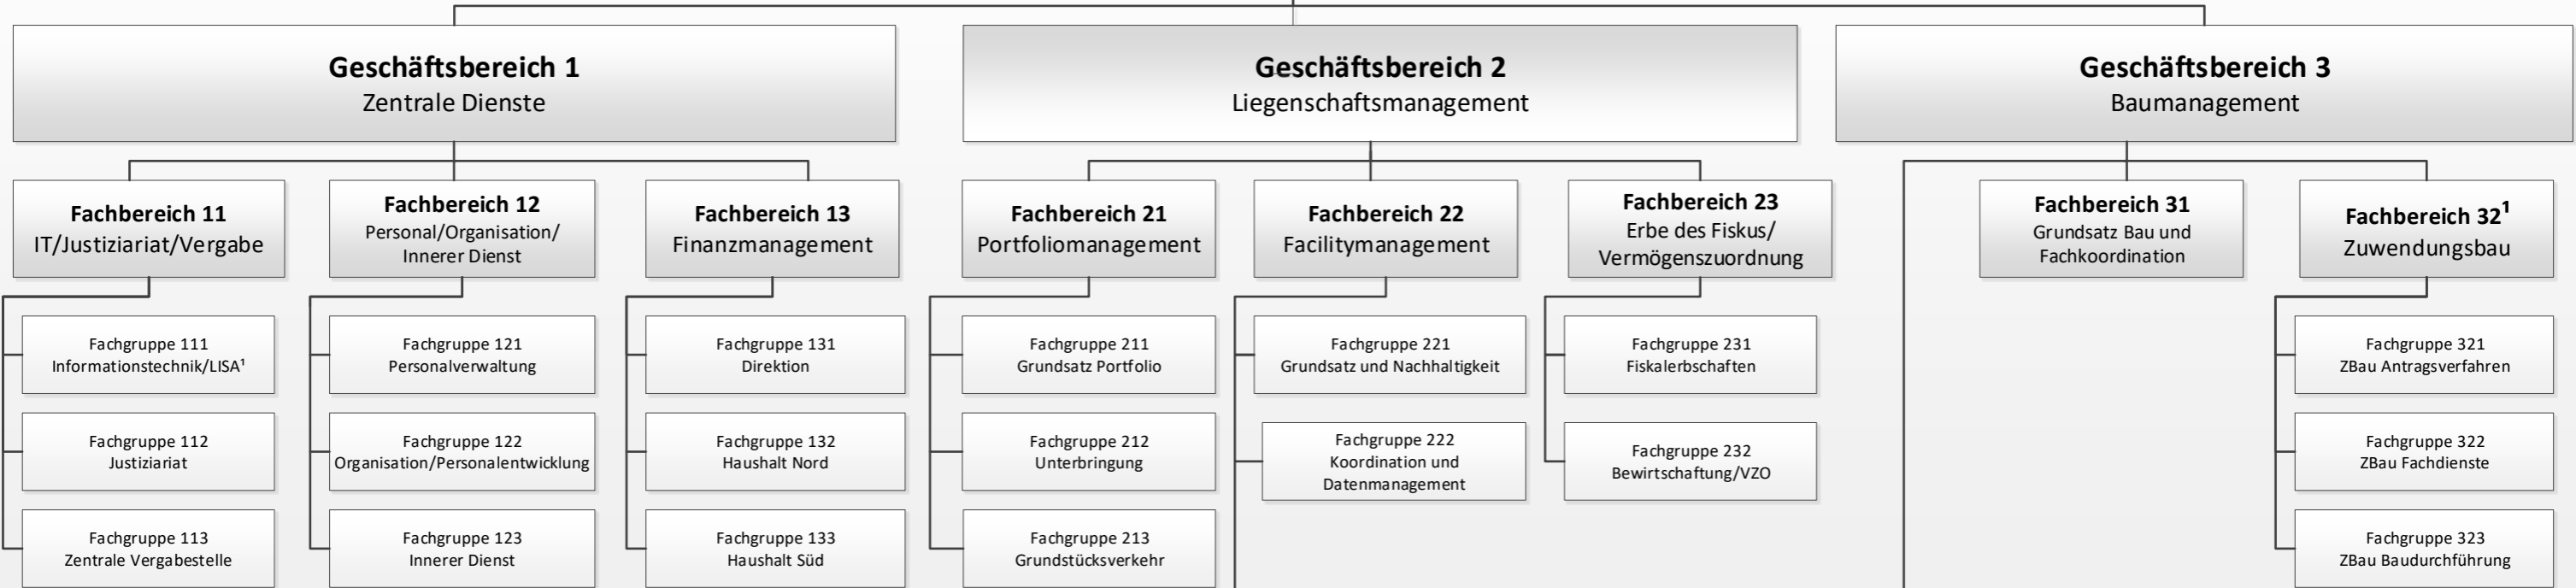 Geschäftsbereich 1
Zentrale Dienste
Geschäftsbereich 2
Liegenschaftsmanagement
Geschäftsbereich 3
Baumanagement
Fachbereich 11
IT/Justiziariat/Vergabe
Fachbereich 12
Personal/Organisation/
Innerer Dienst
Fachbereich 13
Finanzmanagement
Fachbereich 21
Portfoliomanagement
Fachbereich 22
Facilitymanagement
Fachbereich 23
Erbe des Fiskus/
Vermögenszuordnung
Fachbereich 31
Grundsatz Bau und
Fachkoordination
Fachbereich 32¹
Zuwendungsbau
Fachgruppe 111
Informationstechnik/LISA¹
Fachgruppe 121
Personalverwaltung
Fachgruppe 131
Direktion
Fachgruppe 211
Grundsatz Portfolio
Fachgruppe 221
Grundsatz und Nachhaltigkeit
Fachgruppe 231
Fiskalerbschaften
Fachgruppe 321
ZBau Antragsverfahren
Fachgruppe 112
Justiziariat
Fachgruppe 122
Organisation/Personalentwicklung
Fachgruppe 132
Haushalt Nord
Fachgruppe 212
Unterbringung
Fachgruppe 222
Koordination und
Datenmanagement
Fachgruppe 232
Bewirtschaftung/VZO
Fachgruppe 322
ZBau Fachdienste
Fachgruppe 113
Zentrale Vergabestelle
Fachgruppe 123
Innerer Dienst
Fachgruppe 133
Haushalt Süd
Fachgruppe 213
Grundstücksverkehr
Fachgruppe 323
ZBau Baudurchführung